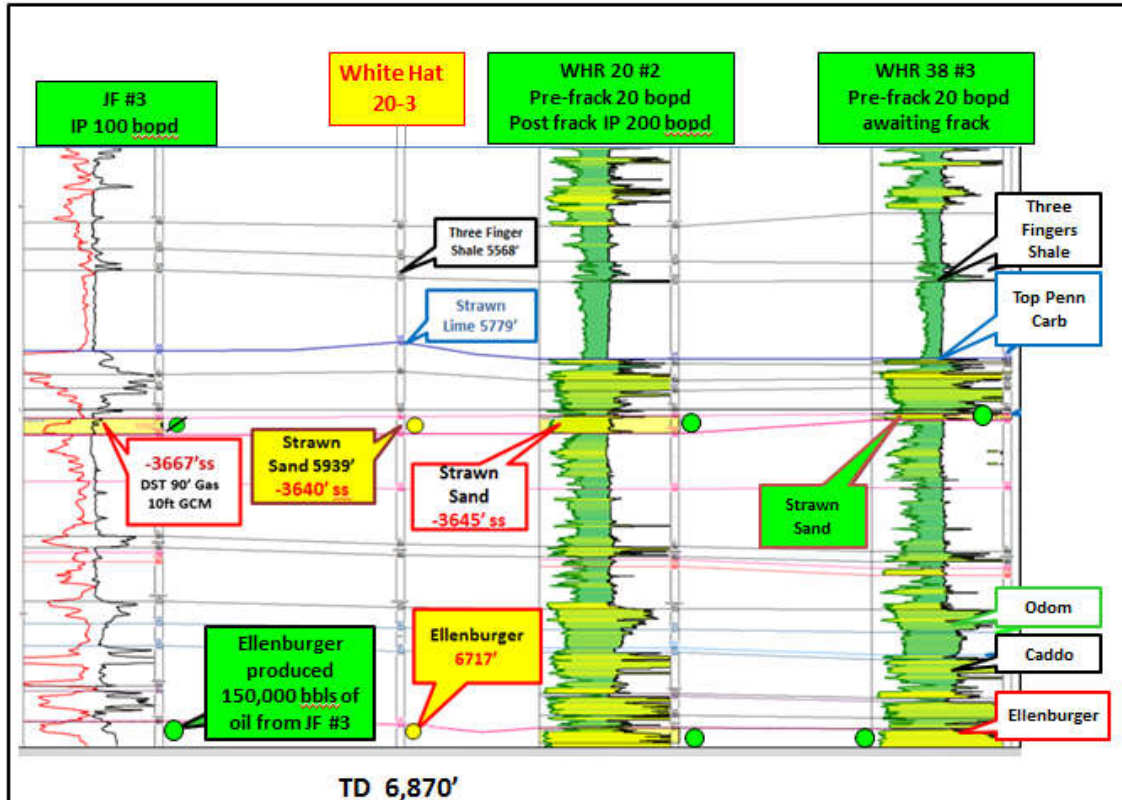 JF #3
IP 100 bopd
White Hat
20-3
WHR 20 #2
Pre-frack 20 bopd
Post frack IP 200 bopd
WHR 38 #3
Pre-frack 20 bopd
awaiting frack
Three Finger
Shale 5568'
Three
Fingers
Shale
Strawn
Lime 5779'
Top Penn
Carb
-3667'ss
DST 90' Gas
10ft GCM
Strawn
Sand 5939'
-3640' ss
Strawn
Sand
-3645' ss
Strawn
Sand
Ellenburger
produced
150,000 bbls of
oil from JF #3
Ellenburger
6717'
Odom
Caddo
Ellenburger
TD 6,870'